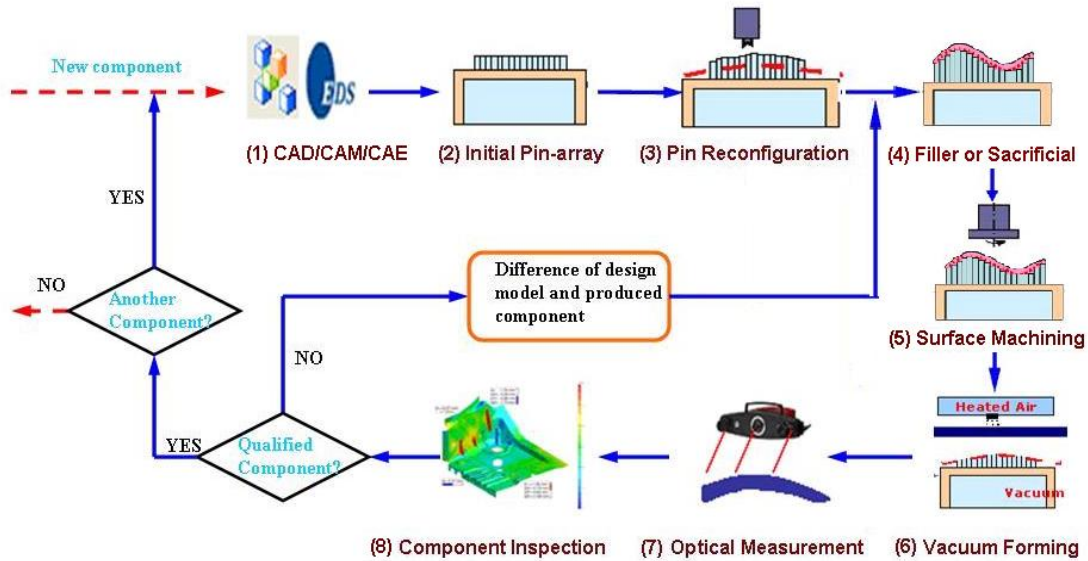 New component
EDS
(1) CAD/CAM/CAE
(2) Initial Pin-array
(3) Pin Reconfiguration
(4) Filler or Sacrificial
YES
NO
Another
Component?
Difference of design
model and produced
component
(5) Surface Machining
NO
YES
Qualified
Component?
Heated Air
Vacuum
(8) Component Inspection
(7) Optical Measurement
(6) Vacuum Forming